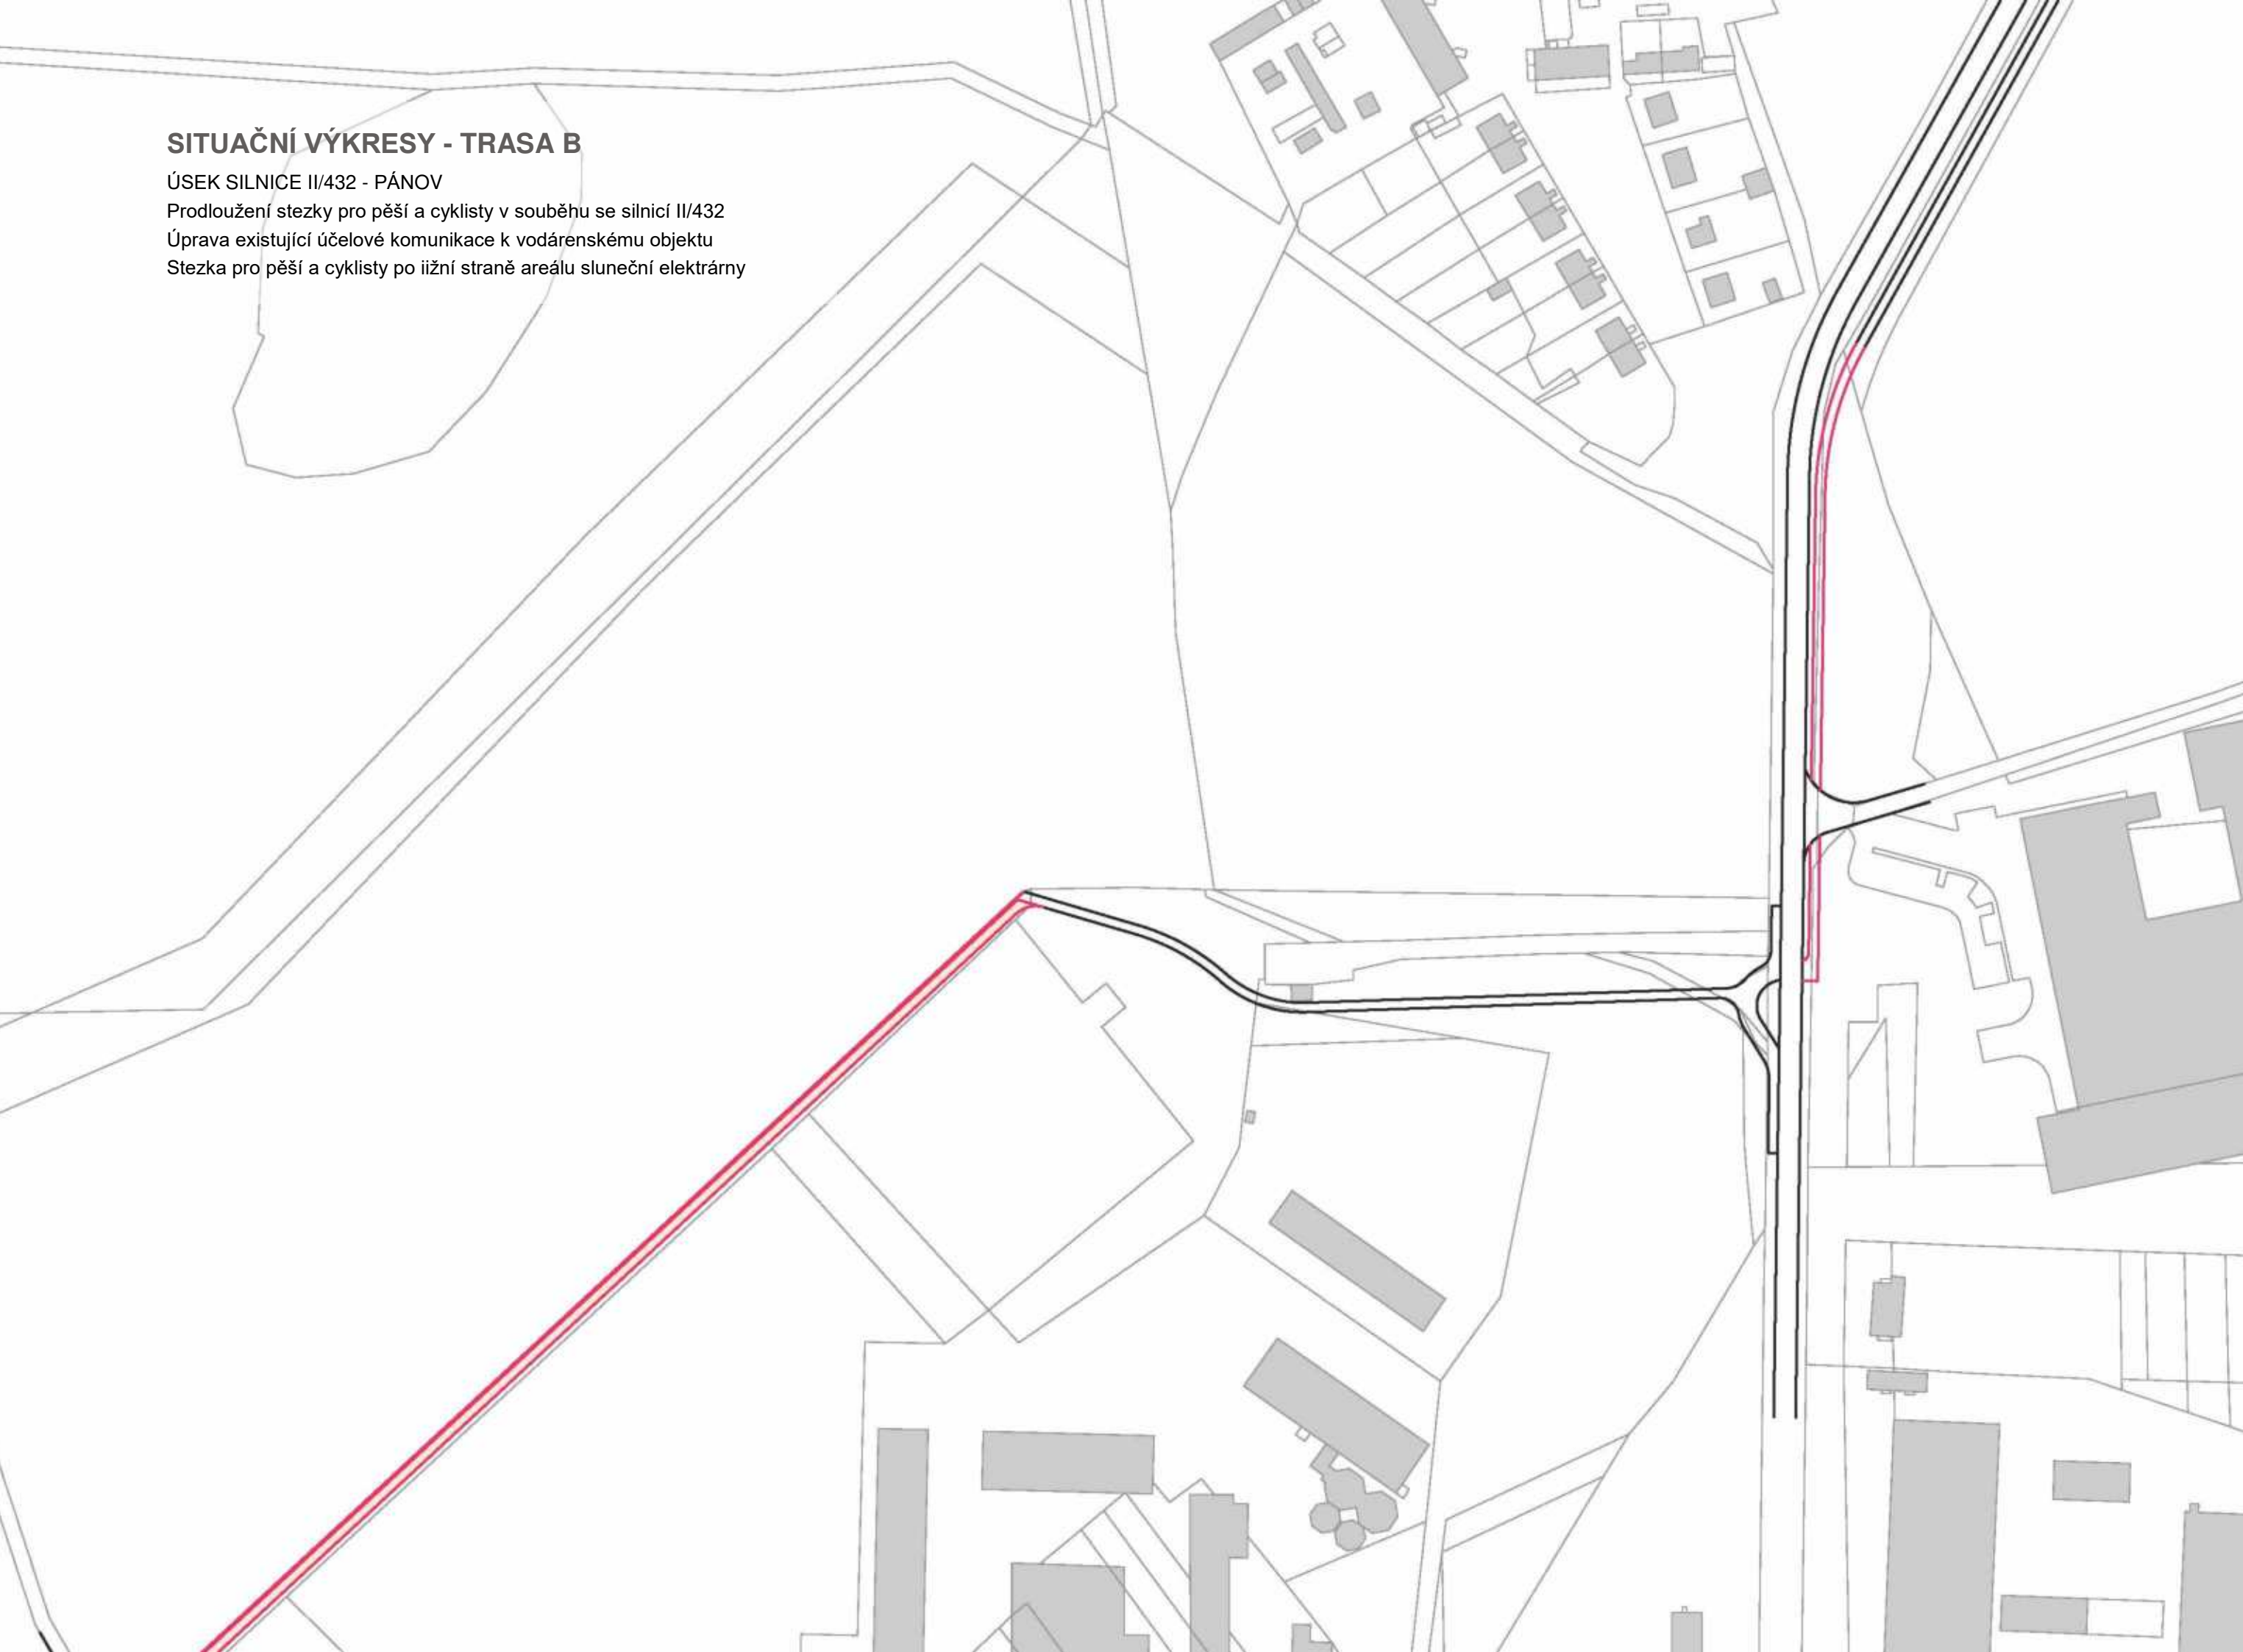 SITUAČNÍ VÝKRESY - TRASA B
ÚSEK SILNICE II/432 - PÁNOV
Prodloužení stezky pro pěší a cyklisty v souběhu se silnicí II/432
Úprava existující účelové komunikace k vodárenskému objektu
Stezka pro pěší a cyklisty po iižní straně areálu sluneční elektrárny